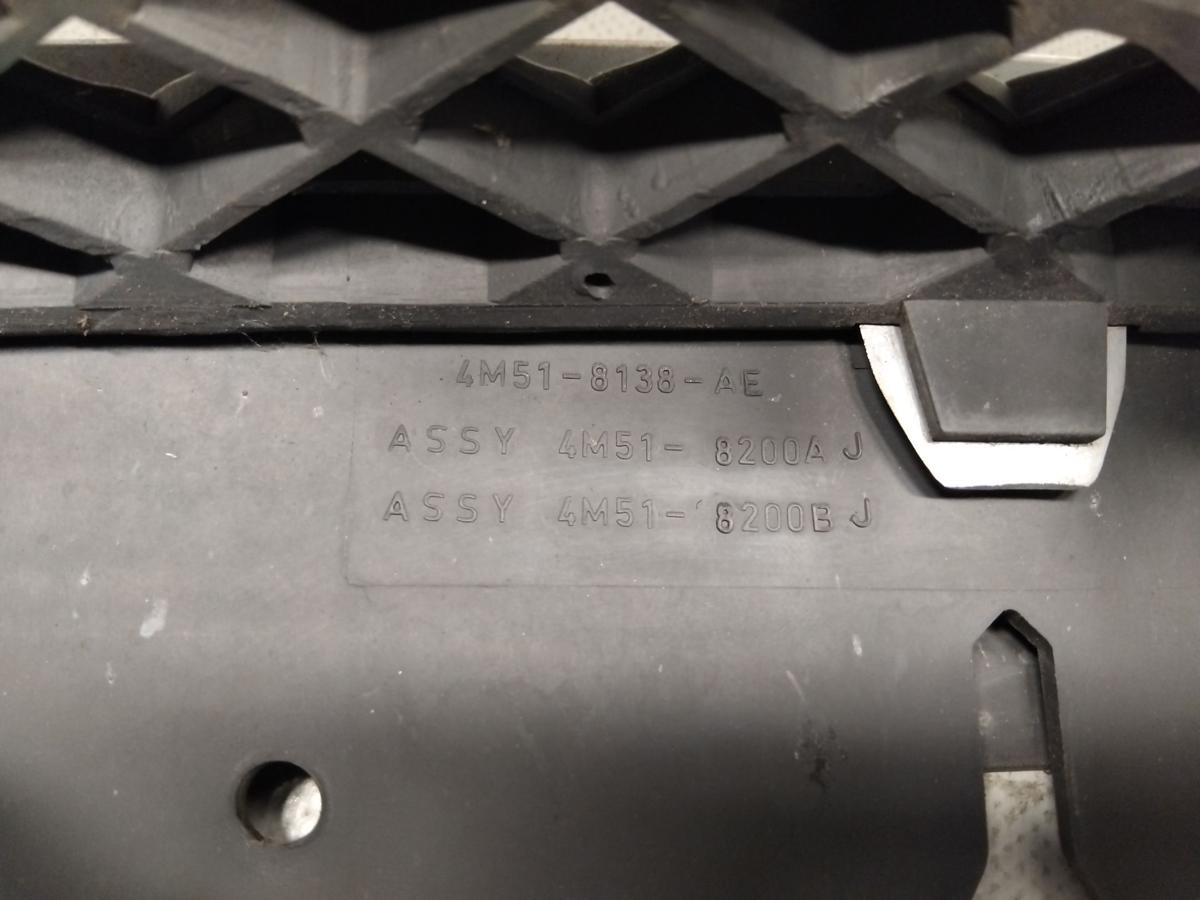 4M51-8138-AE
ASSY 4M51- 8200A J
ASSY 4M51- 8200B J